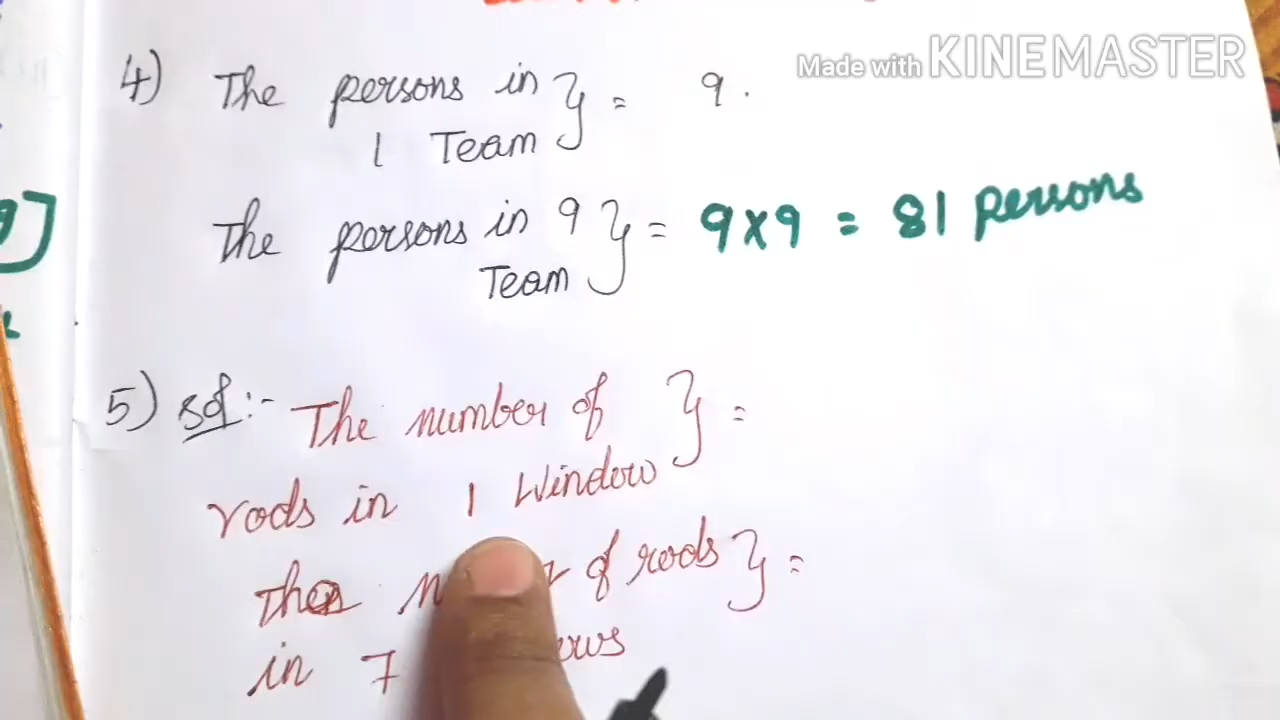 Made with KINEMASTER
4) The persons in } = 9.
1 Team
The persons in 9 } = 9x9 = 81 persons
Team
5) Sol:- The number of } =
rods in 1 Window
The of rods } =
in 7